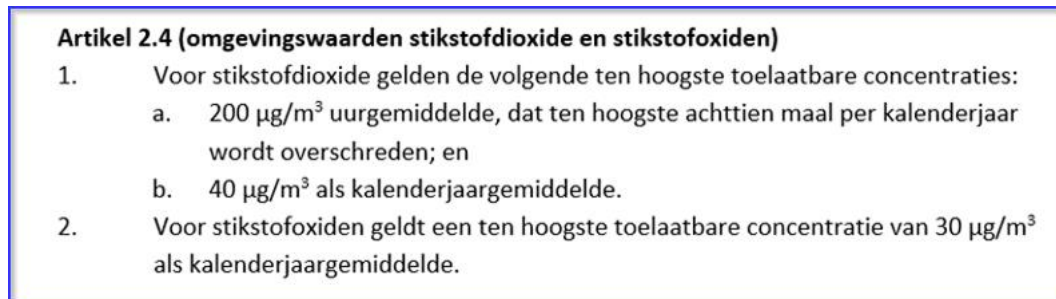 Artikel 2.4 (omgevingswaarden stikstofdioxide en stikstofoxiden)
1. Voor stikstofdioxide gelden de volgende ten hoogste toelaatbare concentraties:
a. 200 µg/m³ uurgemiddelde, dat ten hoogste achttien maal per kalenderjaar
wordt overschreden; en
b. 40 µg/m³ als kalenderjaargemiddelde.
2. Voor stikstofoxiden geldt een ten hoogste toelaatbare concentratie van 30 µg/m³
als kalenderjaargemiddelde.